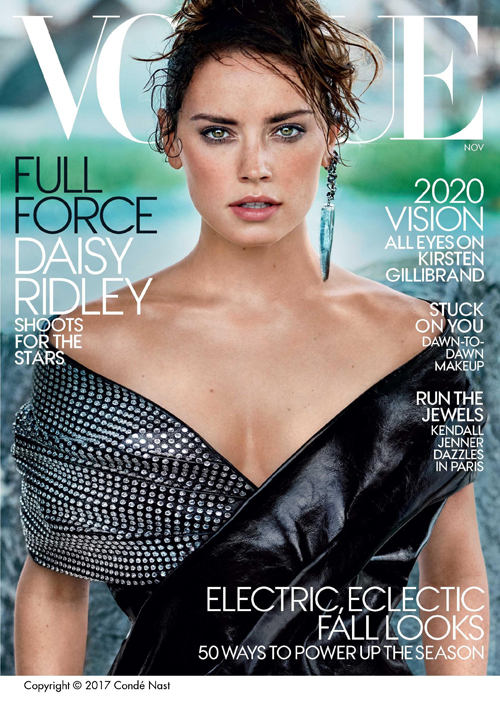 VOGUE
NOV
FULL
FORCE
DAISY
RIDLEY
SHOOTS
FOR THE
STARS
2020
VISION
ALL EYES ON
KIRSTEN
GILLIBRAND
STUCK
ON YOU
DAWN-TO-
DAWN
MAKEUP
RUN THE
JEWELS
KENDALL
JENNER
DAZZLES
IN PARIS
ELECTRIC, ECLECTIC
FALL LOOKS
50 WAYS TO POWER UP THE SEASON
Copyright © 2017 Condé Nast